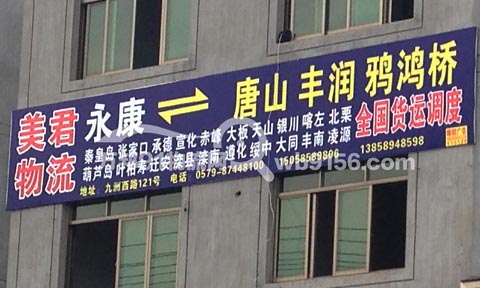 美君物流
永康 ⇌ 唐山 丰润 鸦鸿桥
秦皇岛 张家口 承德 宣化 赤峰 大板 天山 银川 喀左 北栗
葫芦岛 叶柏寿 迁安 滦县 滦南 遵化 绥中 大同 丰南 凌源
全国货运调度
地址：九洲西路121号 电话：0579-87448100 15058589806 13858948598
wb9156.com